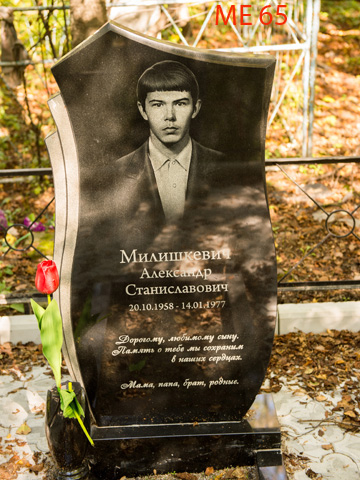 ME 65
Милишкевич
Александр
Станиславович
20.10.1958 - 14.01.1977
Дорогому, любимому сыну.
Память о тебе мы сохраним
в наших сердцах.
Мама, папа, брат, родные.